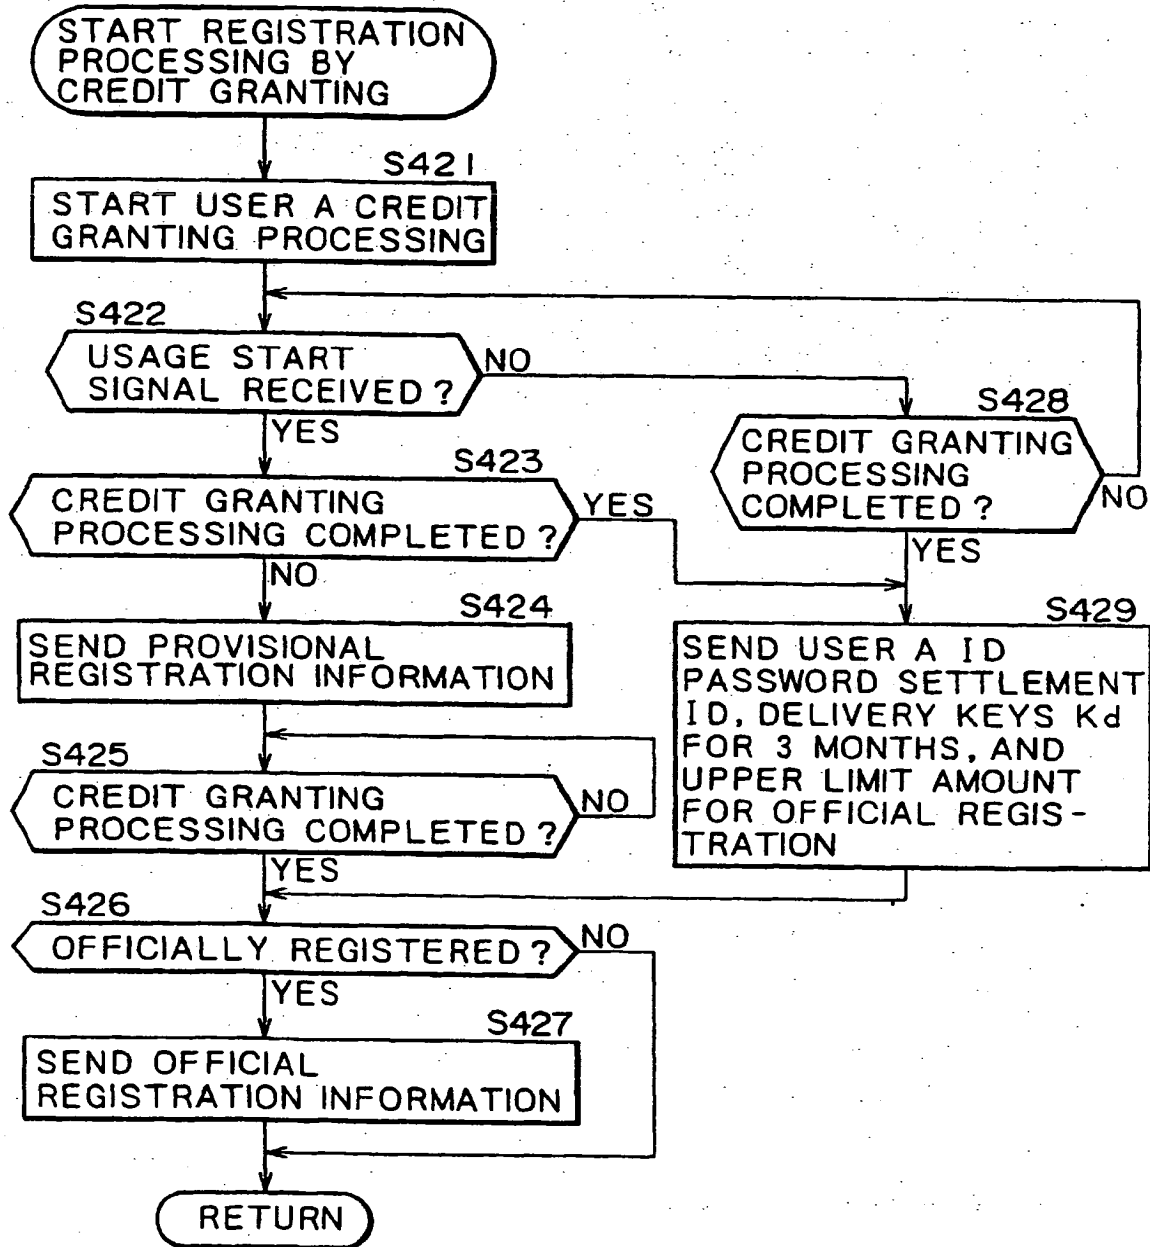 START REGISTRATION
PROCESSING BY
CREDIT GRANTING
S421
START USER A CREDIT
GRANTING PROCESSING
S422
USAGE START
SIGNAL RECEIVED ?
NO
YES
S428
CREDIT GRANTING
PROCESSING
COMPLETED ?
NO
YES
S423
CREDIT GRANTING
PROCESSING COMPLETED ?
YES
NO
S424
SEND PROVISIONAL
REGISTRATION INFORMATION
S429
SEND USER A ID
PASSWORD SETTLEMENT
ID, DELIVERY KEYS Kd
FOR 3 MONTHS, AND
UPPER LIMIT AMOUNT
FOR OFFICIAL REGIS-
TRATION
S425
CREDIT GRANTING
PROCESSING COMPLETED ?
NO
YES
S426
OFFICIALLY REGISTERED ?
NO
YES
S427
SEND OFFICIAL
REGISTRATION INFORMATION
RETURN